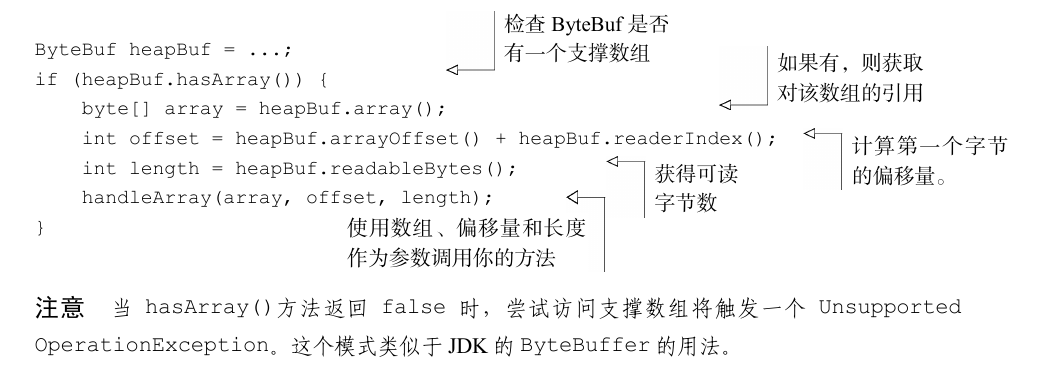 检查 ByteBuf 是否
有一个支撑数组
ByteBuf heapBuf = ...;
if (heapBuf.hasArray()) {
如果有，则获取
对该数组的引用
byte[] array = heapBuf.array();
int offset = heapBuf.arrayOffset() + heapBuf.readerIndex();
计算第一个字节
的偏移量。
int length = heapBuf.readableBytes();
获得可读
字节数
handleArray(array, offset, length);
}
使用数组、偏移量和长度
作为参数调用你的方法
注意 当 hasArray()方法返回 false 时，尝试访问支撑数组将触发一个 Unsupported
OperationException。这个模式类似于 JDK 的 ByteBuffer 的用法。